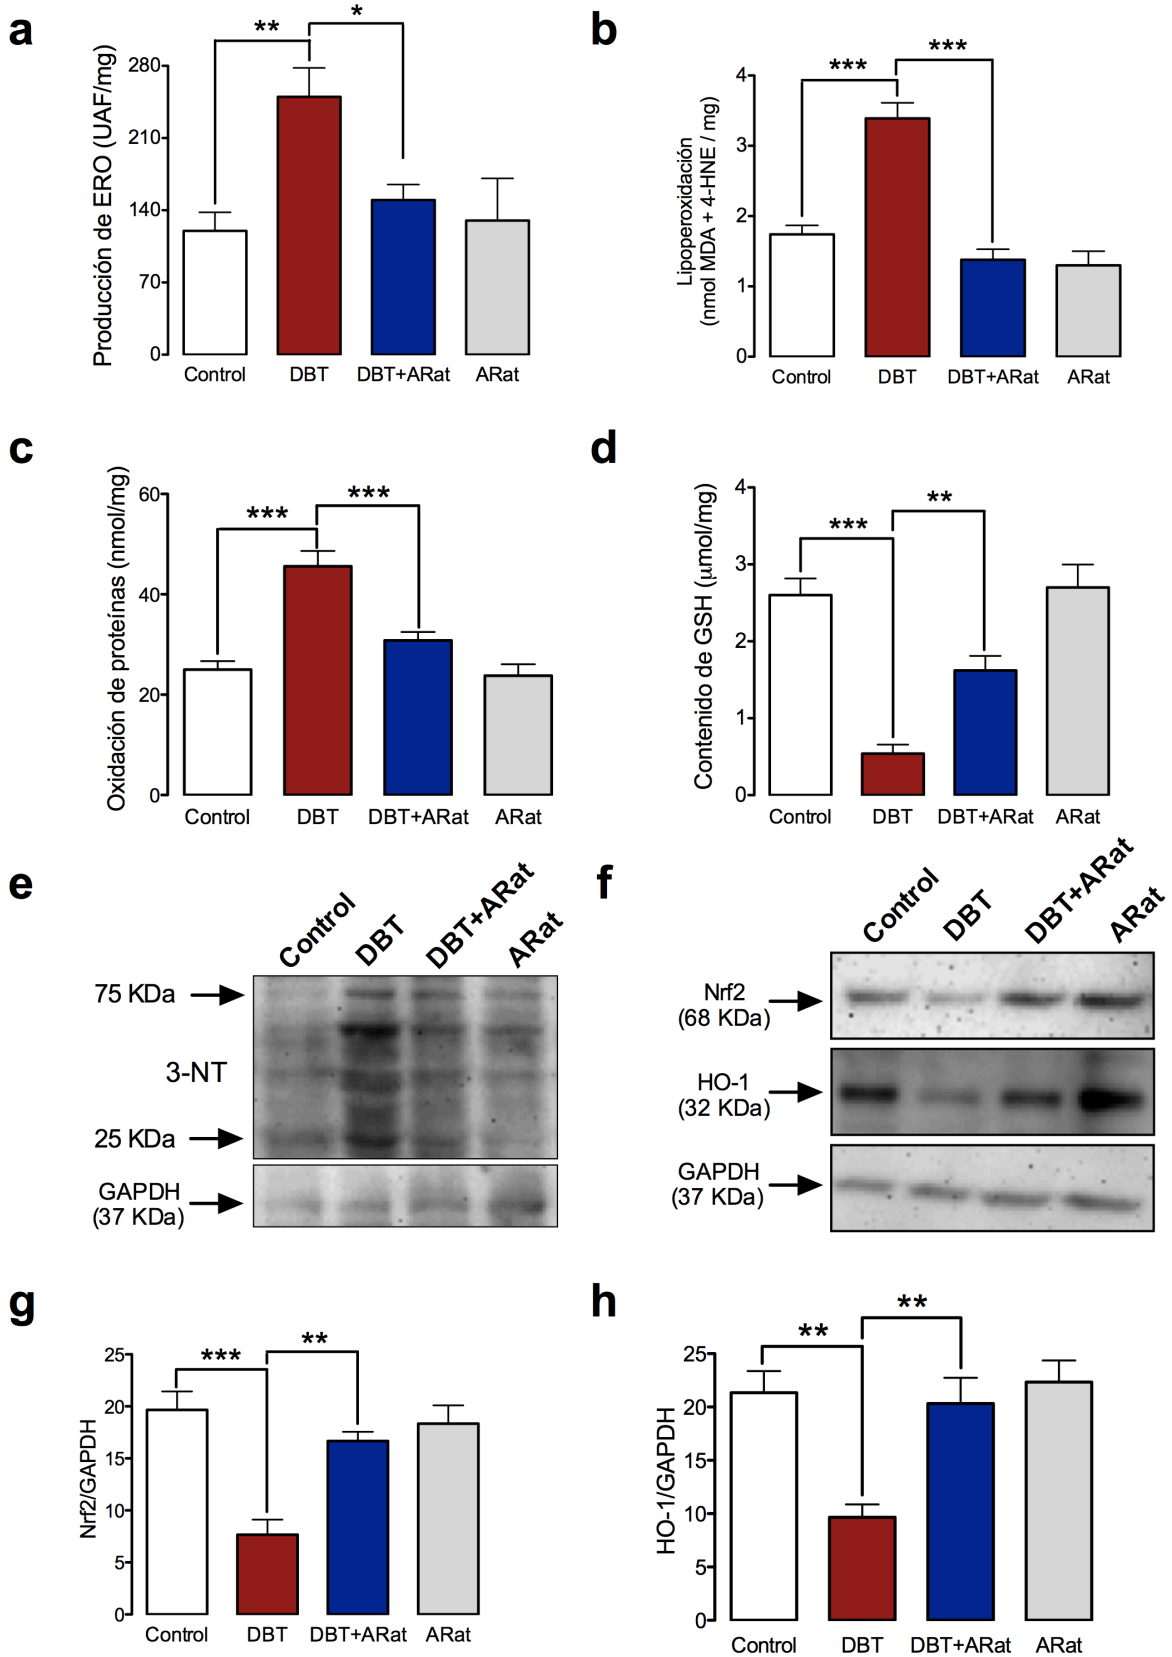 a
Producción de ERO (UAF/mg)
280
210
140
70
0
** *
Control DBT DBT+ARat ARat
b
Lipoperoxidación
(nmol MDA + 4-HNE / mg)
4
3
2
1
0
*** ***
Control DBT DBT+ARat ARat
c
Oxidación de proteínas (nmol/mg)
60
40
20
0
*** ***
Control DBT DBT+ARat ARat
d
Contenido de GSH (μmol/mg)
4
3
2
1
0
*** **
Control DBT DBT+ARat ARat
e
Control DBT DBT+ARat ARat
75 KDa
3-NT
25 KDa
GAPDH
(37 KDa)
f
Control DBT DBT+ARat ARat
Nrf2
(68 KDa)
HO-1
(32 KDa)
GAPDH
(37 KDa)
g
Nrf2/GAPDH
25
20
15
10
5
0
*** **
Control DBT DBT+ARat ARat
h
HO-1/GAPDH
25
20
15
10
5
0
** **
Control DBT DBT+ARat ARat